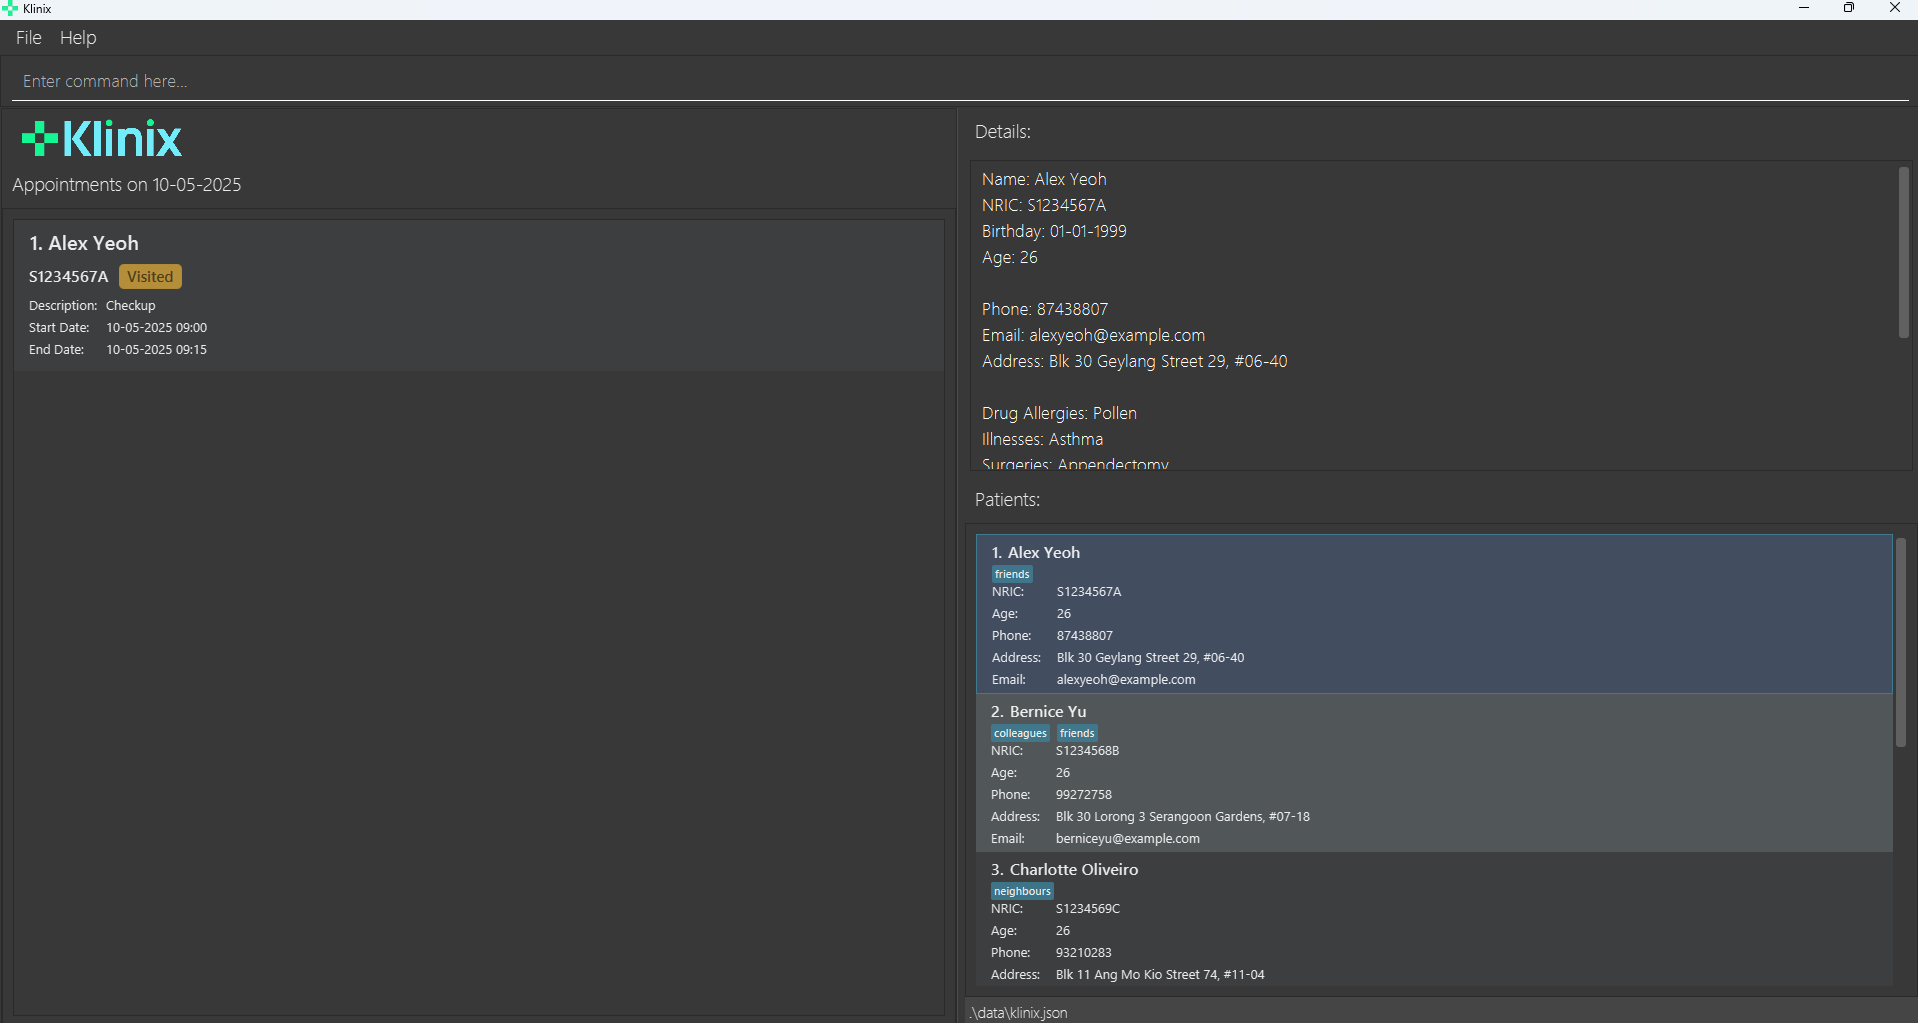 Klinix
File Help
Enter command here...
Klinix
Appointments on 10-05-2025
1. Alex Yeoh
S1234567A Visited
Description: Checkup
Start Date: 10-05-2025 09:00
End Date: 10-05-2025 09:15
Details:
Name: Alex Yeoh
NRIC: S1234567A
Birthday: 01-01-1999
Age: 26
Phone: 87438807
Email: alexyeoh@example.com
Address: Blk 30 Geylang Street 29, #06-40
Drug Allergies: Pollen
Illnesses: Asthma
Surgeries: Appendectomy
Patients:
1. Alex Yeoh
friends
NRIC: S1234567A
Age: 26
Phone: 87438807
Address: Blk 30 Geylang Street 29, #06-40
Email: alexyeoh@example.com
2. Bernice Yu
colleagues friends
NRIC: S1234568B
Age: 26
Phone: 99272758
Address: Blk 30 Lorong 3 Serangoon Gardens, #07-18
Email: berniceyu@example.com
3. Charlotte Oliveiro
neighbours
NRIC: S1234569C
Age: 26
Phone: 93210283
Address: Blk 11 Ang Mo Kio Street 74, #11-04
.\data\klinix.json